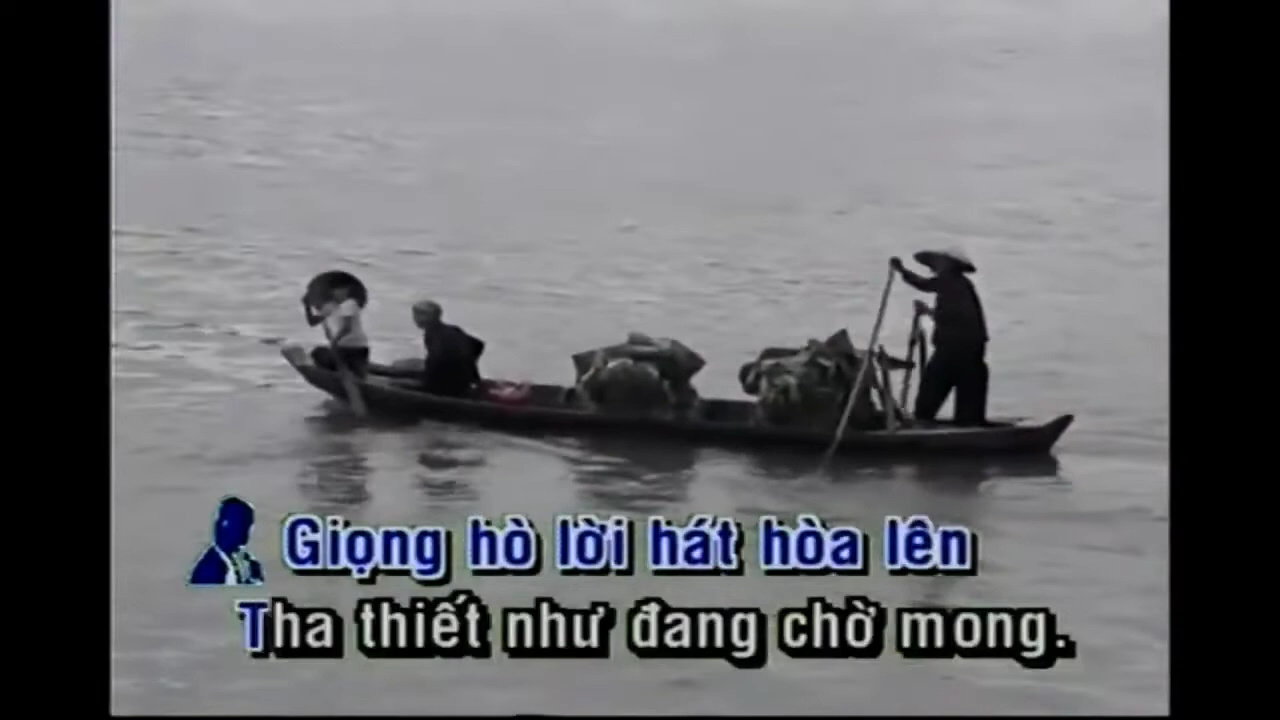 Giọng hò lời hát hòa lên
Tha thiết như đang chờ mong.